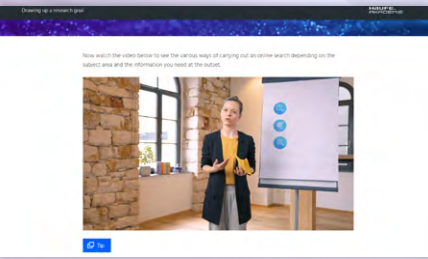 Drawing up a research goal
HAUFE.
AKADEMIE
Now watch the video below to see the various ways of carrying out an online search depending on the
subject area and the information you need at the outset.
Tip